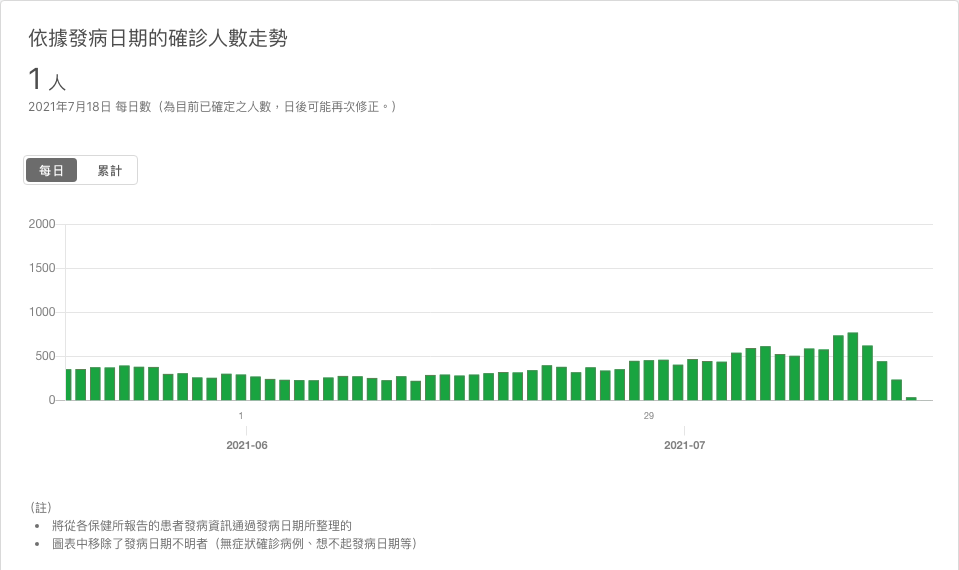 依據發病日期的確診人數走勢
1 人
2021年7月18日 每日數（為目前已確定之人數，日後可能再次修正。）
每日 累計
2000
1500
1000
500
0
1 29
2021-06 2021-07
（註）
• 將從各保健所報告的患者發病資訊通過發病日期所整理的
• 圖表中移除了發病日期不明者（無症狀確診病例、想不起發病日期等）